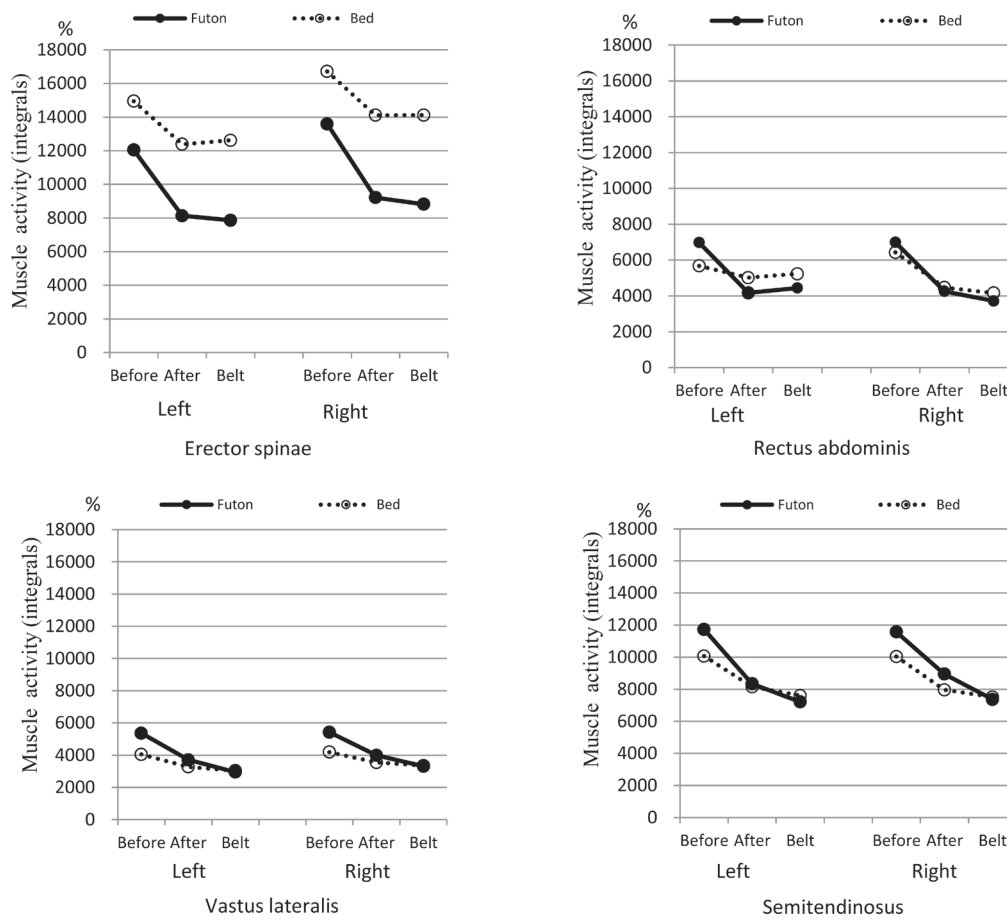 Futon Bed
%
Muscle activity (integrals)
18000
16000
14000
12000
10000
8000
6000
4000
2000
0
Before After Belt Before After Belt
Left Right
Erector spinae
Futon Bed
%
Muscle activity (integrals)
18000
16000
14000
12000
10000
8000
6000
4000
2000
0
Before After Belt Before After Belt
Left Right
Rectus abdominis
Futon Bed
%
Muscle activity (integrals)
18000
16000
14000
12000
10000
8000
6000
4000
2000
0
Before After Belt Before After Belt
Left Right
Vastus lateralis
Futon Bed
%
Muscle activity (integrals)
18000
16000
14000
12000
10000
8000
6000
4000
2000
0
Before After Belt Before After Belt
Left Right
Semitendinosus